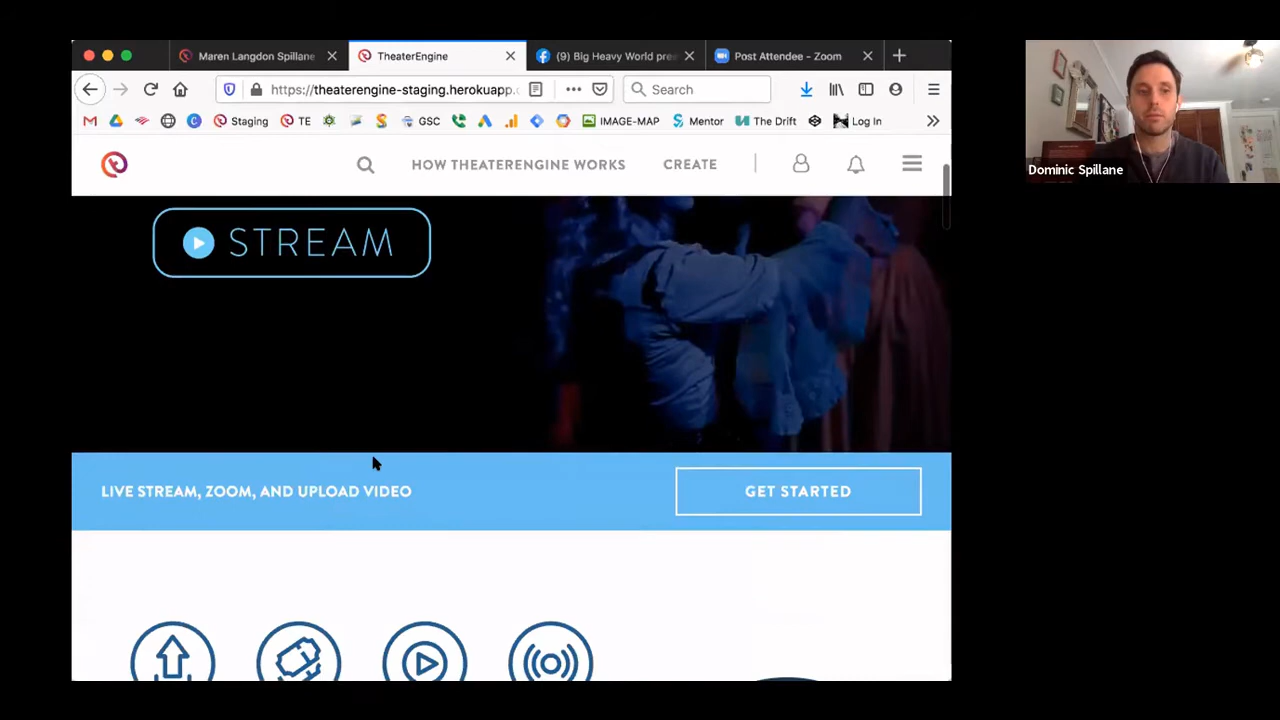 Maren Langdon Spillane
TheaterEngine
(9) Big Heavy World pre
Post Attendee - Zoom
https://theaterengine-staging.herokuapp.c
Search
Staging
TE
GSC
IMAGE-MAP
Mentor
The Drift
Log In
HOW THEATERENGINE WORKS
CREATE
STREAM
LIVE STREAM, ZOOM, AND UPLOAD VIDEO
GET STARTED
Dominic Spillane